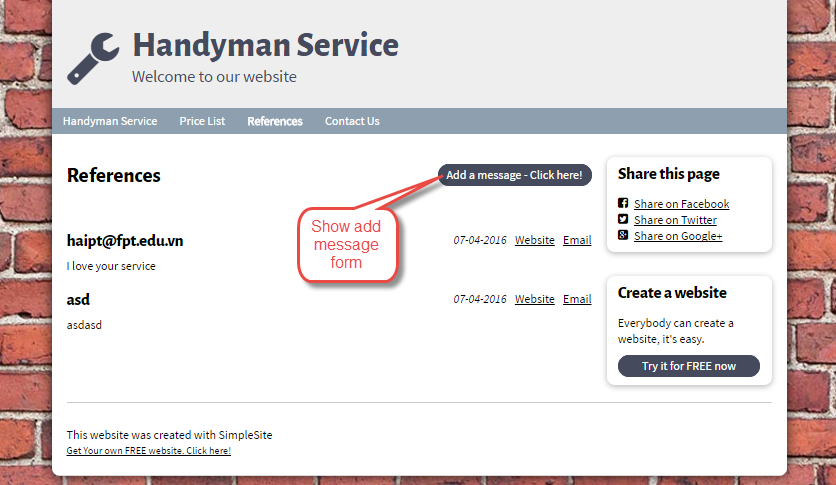 Handyman Service
Welcome to our website
Handyman Service Price List References Contact Us
References
Add a message - Click here!
Show add
message
form
haipt@fpt.edu.vn
07-04-2016 Website Email
I love your service
asd
07-04-2016 Website Email
asdasd
Share this page
Share on Facebook
Share on Twitter
Share on Google+
Create a website
Everybody can create a
website, it's easy.
Try it for FREE now
This website was created with SimpleSite
Get Your own FREE website. Click here!